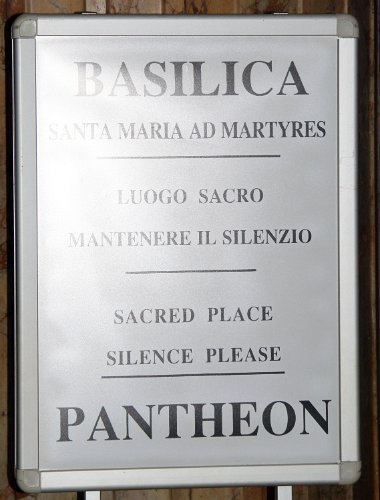 BASILICA
SANTA MARIA AD MARTYRES
LUOGO SACRO
MANTENERE IL SILENZIO
SACRED PLACE
SILENCE PLEASE
PANTHEON